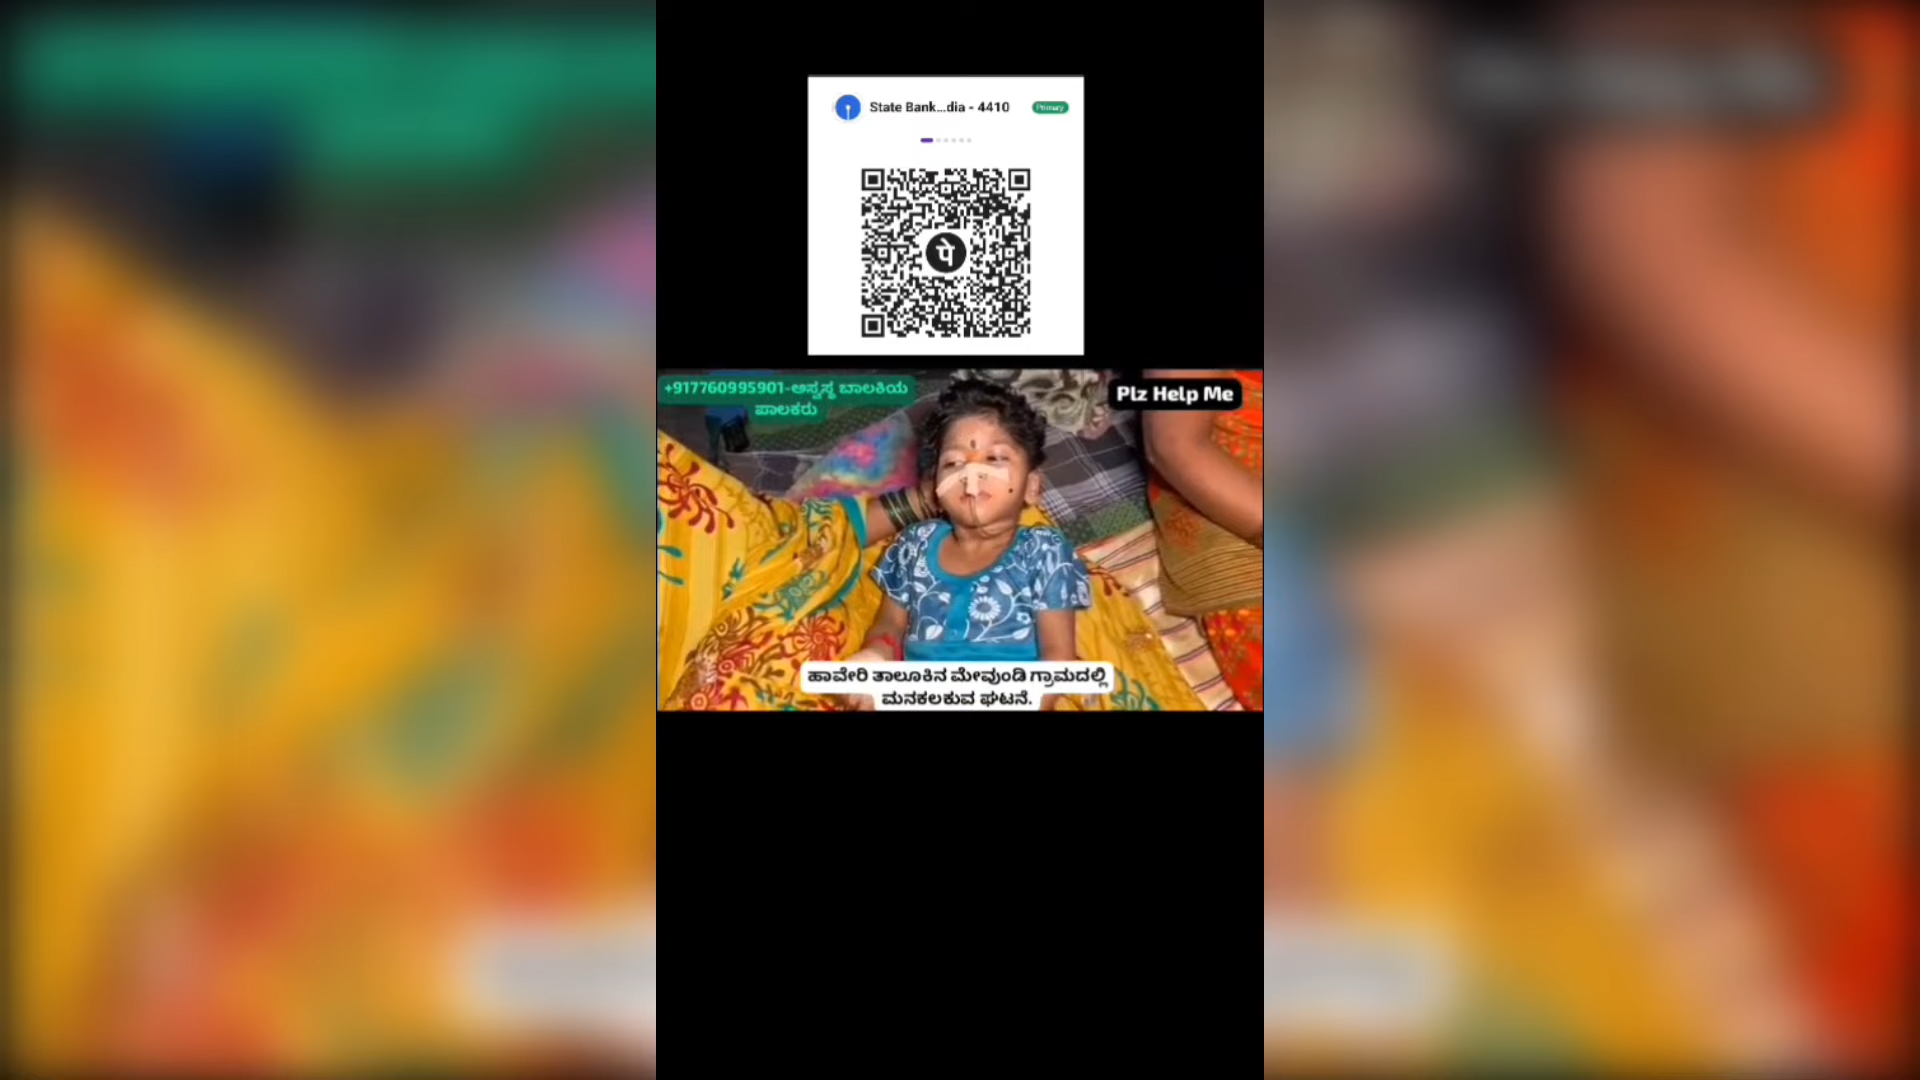 State Bank...dia - 4410
Primary
पे
+917760995901-ಅಸ್ವಸ್ಥ ಬಾಲಕಿಯ
ಪಾಲಕರು
Plz Help Me
ಹಾವೇರಿ ತಾಲೂಕಿನ ಮೇವುಂಡಿ ಗ್ರಾಮದಲ್ಲಿ
ಮನಕಲಕುವ ಘಟನೆ.